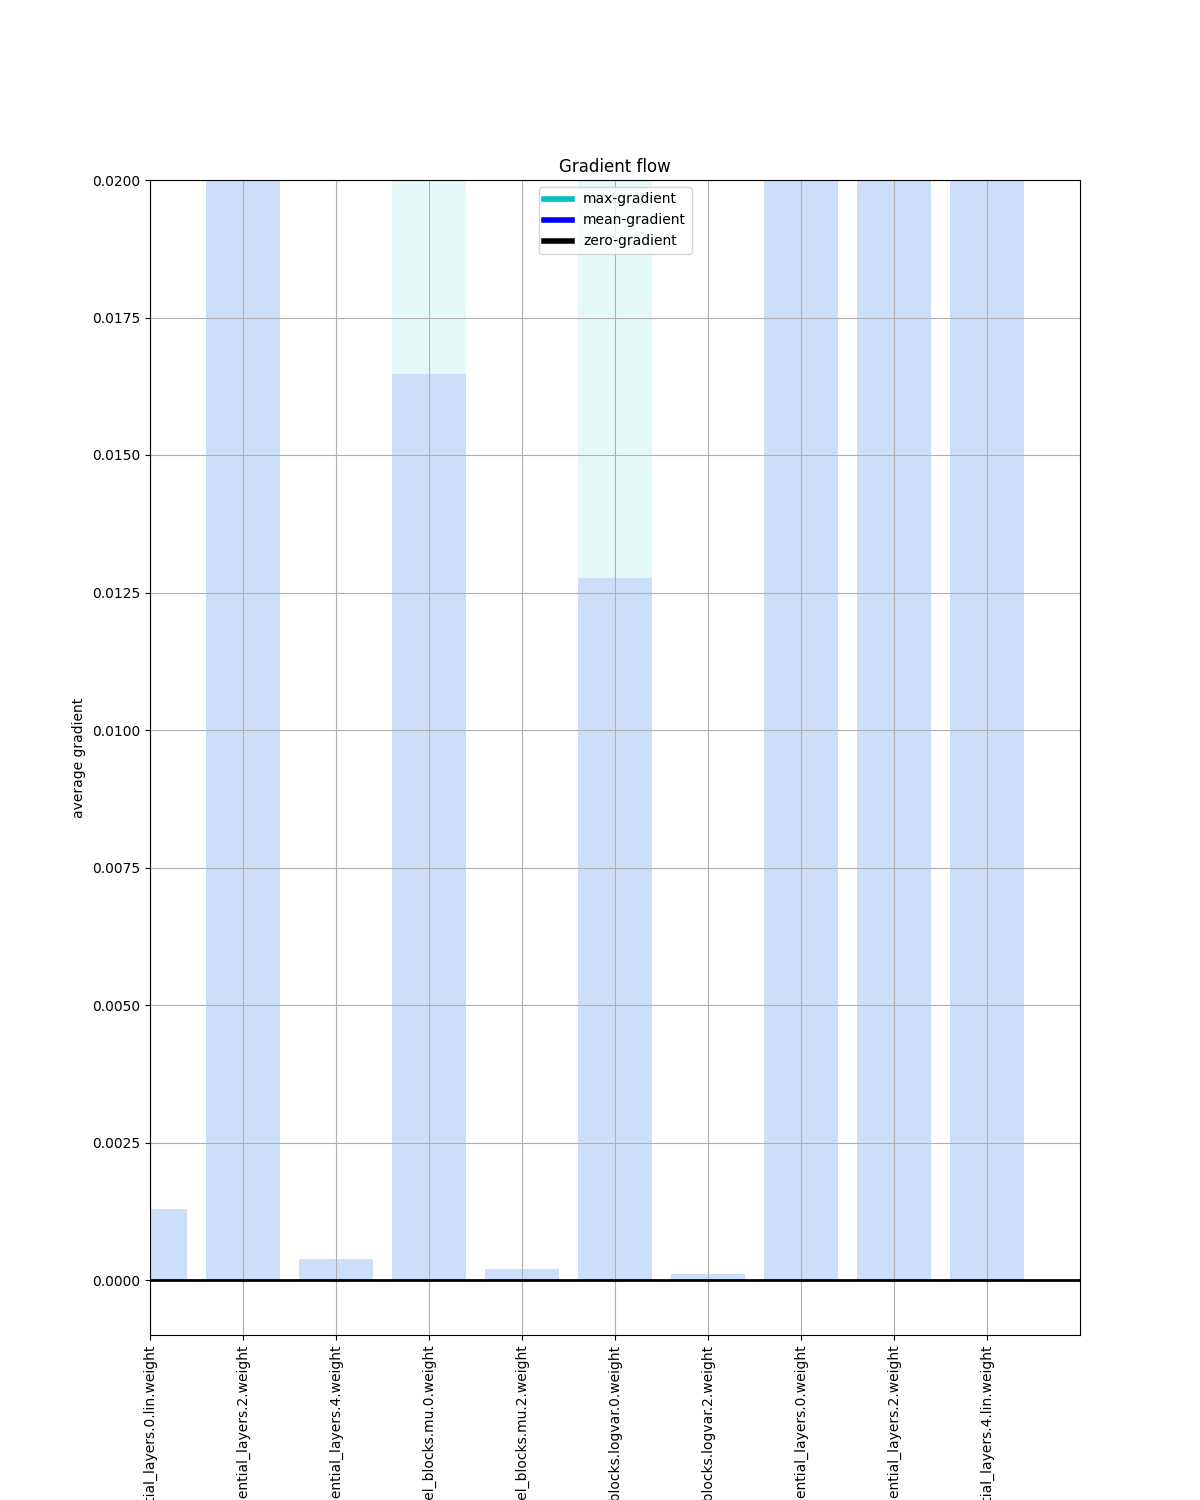 Gradient flow
max-gradient
mean-gradient
zero-gradient
0.0200
0.0175
0.0150
0.0125
0.0100
0.0075
0.0050
0.0025
0.0000
average gradient
tial_layers.0.lin.weight
ential_layers.2.weight
ential_layers.4.weight
el_blocks.mu.0.weight
el_blocks.mu.2.weight
blocks.logvar.0.weight
blocks.logvar.2.weight
ential_layers.0.weight
ential_layers.2.weight
tial_layers.4.lin.weight